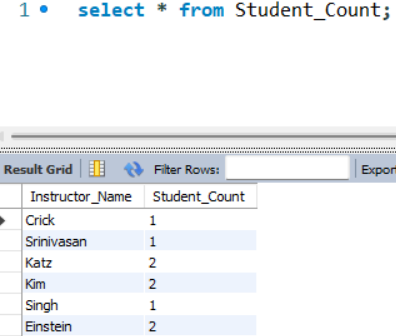 1 select * from Student_Count;
Result Grid Filter Rows: Export
Instructor_Name Student_Count
Crick 1
Srinivasan 1
Katz 2
Kim 2
Singh 1
Einstein 2